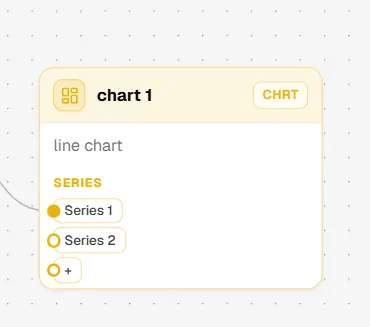 chart 1
CHRT
line chart
SERIES
Series 1
Series 2
+